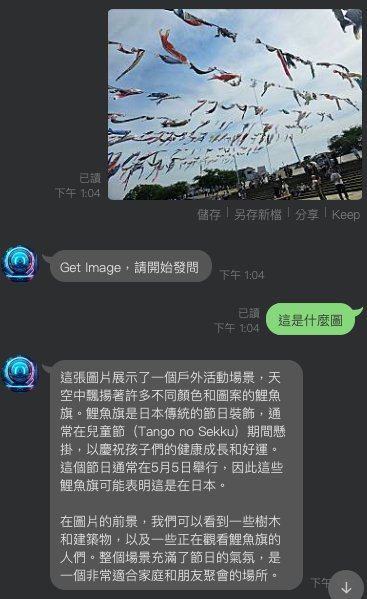 已讀
下午 1:04
儲存 | 另存新檔 | 分享 | Keep
Get Image，請開始發問
下午 1:04
已讀
下午 1:04
這是什麼圖
這張圖片展示了一個戶外活動場景，天
空中飄揚著許多不同顏色和圖案的鯉魚
旗。鯉魚旗是日本傳統的節日裝飾，通
常在兒童節（Tango no Sekku）期間懸
掛，以慶祝孩子們的健康成長和好運。
這個節日通常在5月5日舉行，因此這些
鯉魚旗可能表明這是在日本。
在圖片的前景，我們可以看到一些樹木
和建築物，以及一些正在觀看鯉魚旗的
人們。整個場景充滿了節日的氣氛，是
一個非常適合家庭和朋友聚會的場所。
下午